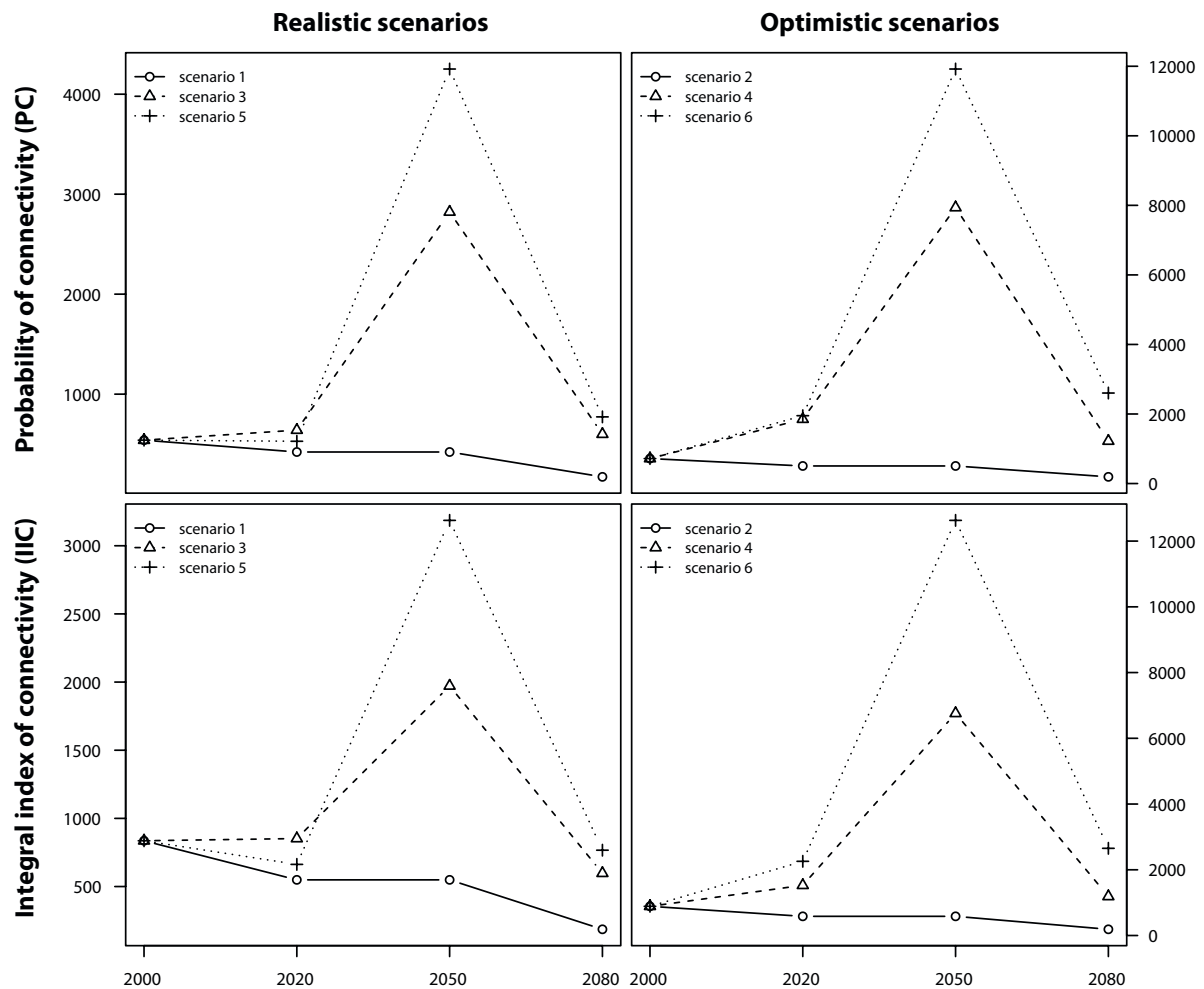 Realistic scenarios
Optimistic scenarios
Probability of connectivity (PC)
4000
3000
2000
1000
scenario 1
scenario 3
scenario 5
scenario 2
scenario 4
scenario 6
12000
10000
8000
6000
4000
2000
0
Integral index of connectivity (IIC)
3000
2500
2000
1500
1000
500
scenario 1
scenario 3
scenario 5
scenario 2
scenario 4
scenario 6
12000
10000
8000
6000
4000
2000
0
2000 2020 2050 2080
2000 2020 2050 2080